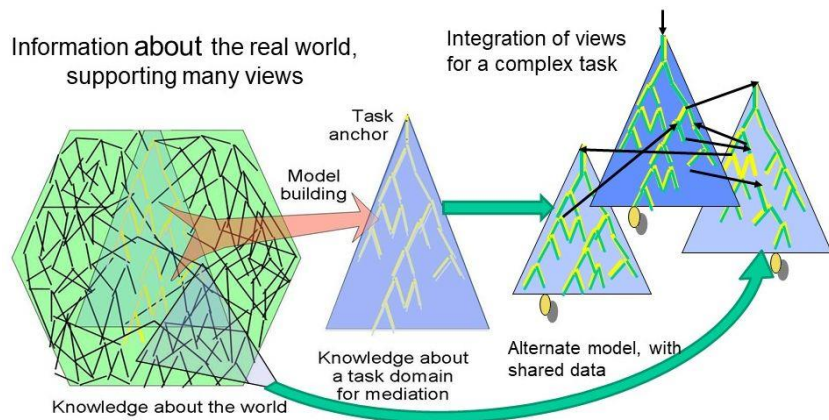 Information about the real world,
supporting many views
Integration of views
for a complex task
Task
anchor
Model
building
Knowledge about
a task domain
for mediation
Alternate model, with
shared data
Knowledge about the world